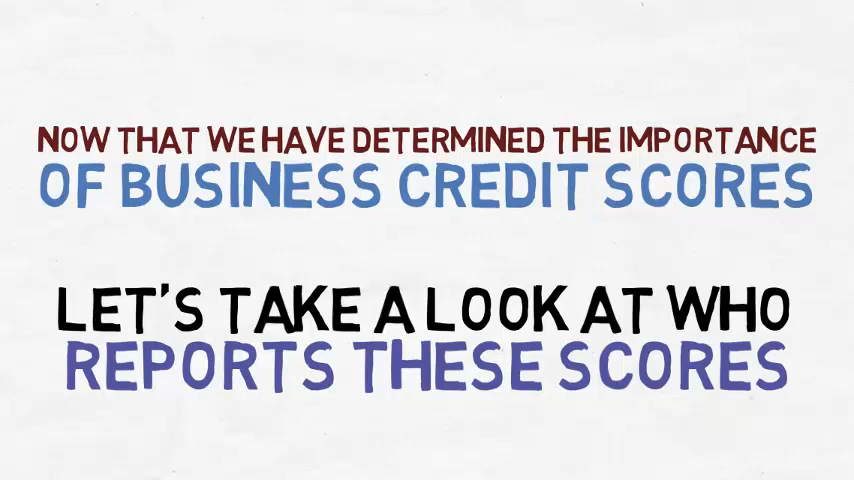 NOW THAT WE HAVE DETERMINED THE IMPORTANCE
OF BUSINESS CREDIT SCORES
LET'S TAKE A LOOK AT WHO
REPORTS THESE SCORES